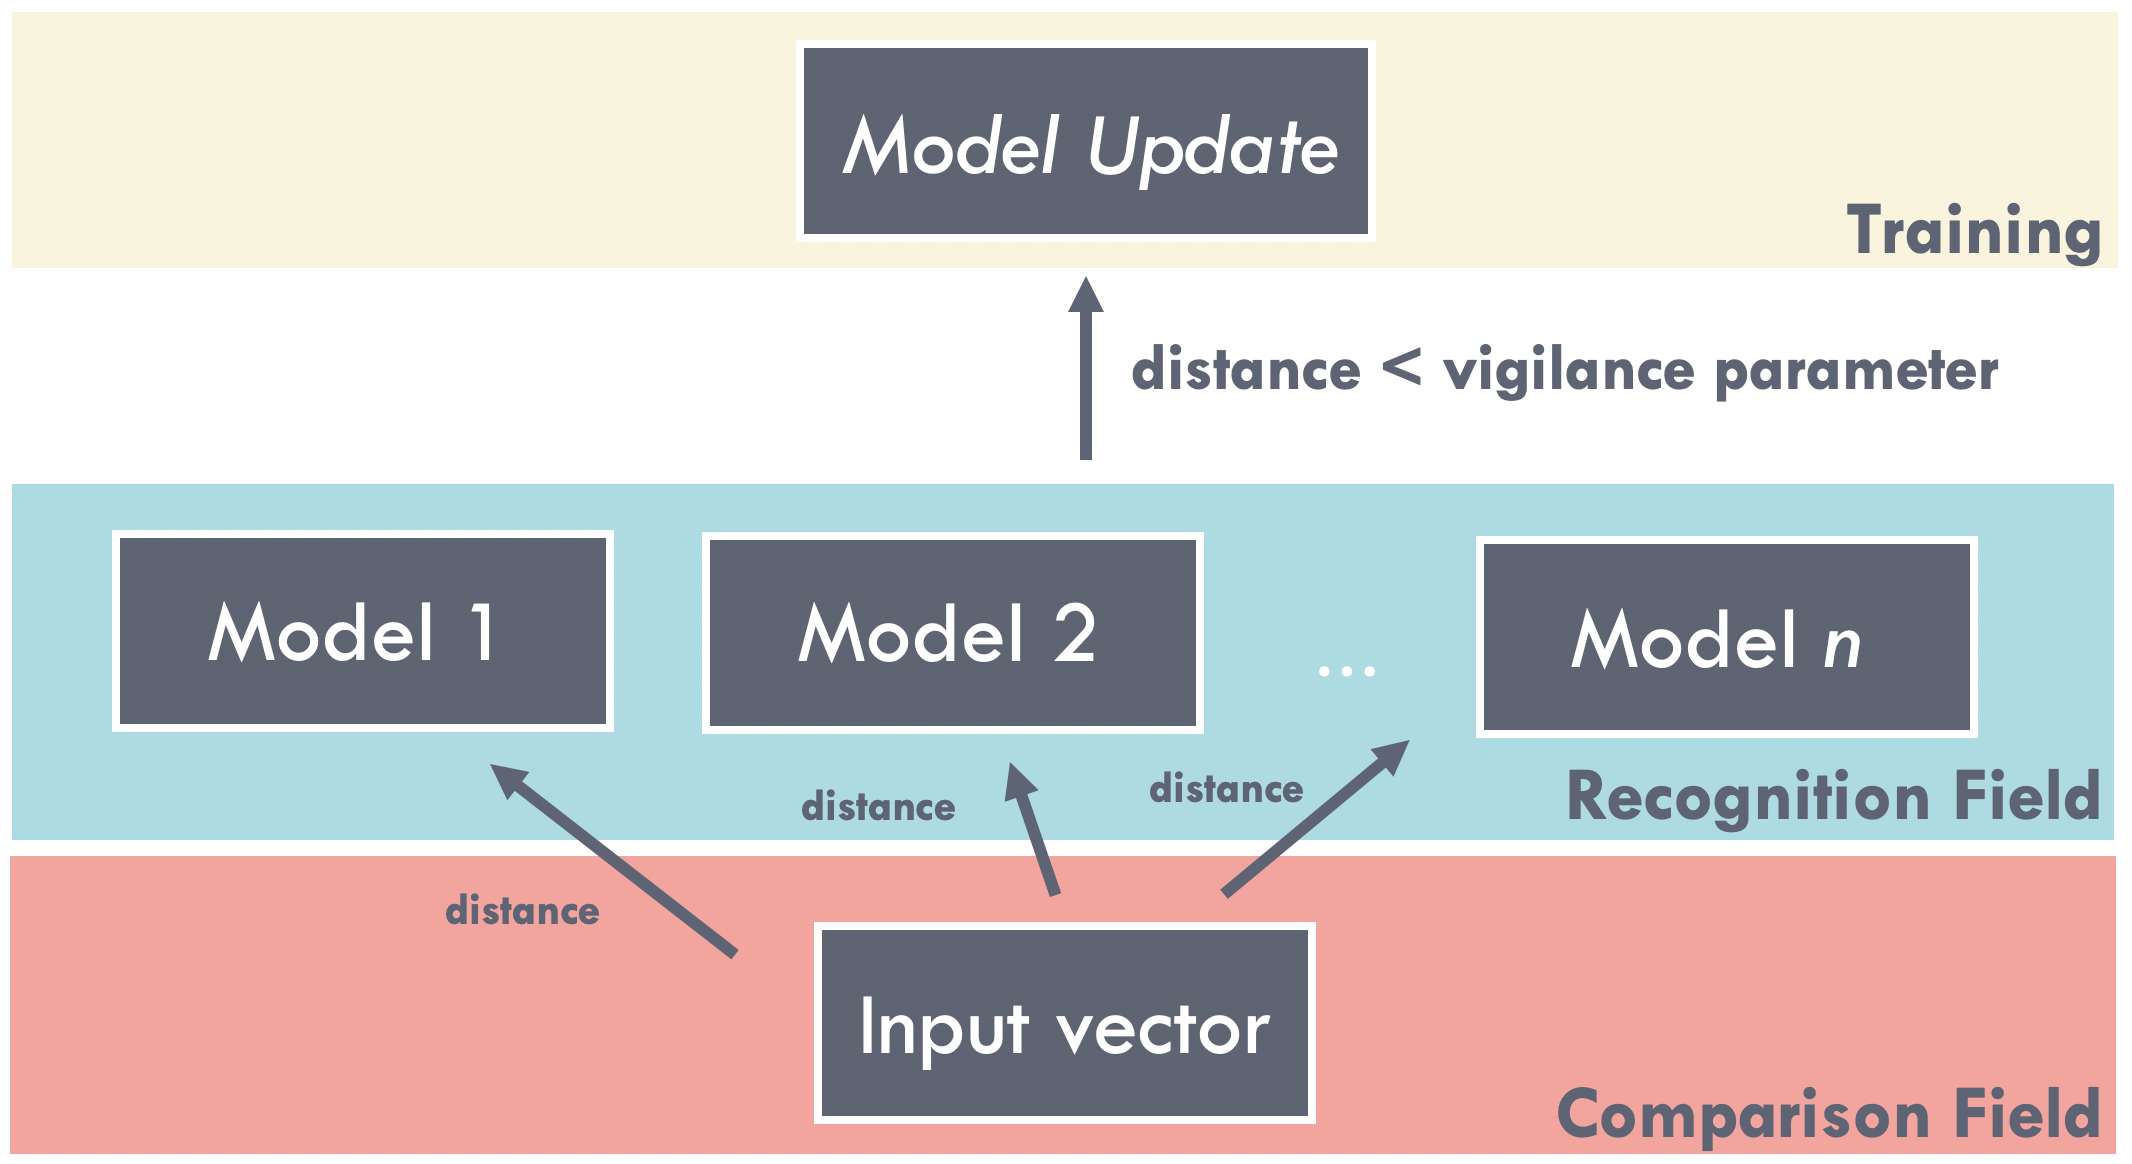 Model Update
Training
distance < vigilance parameter
Model 1
Model 2
...
Model n
distance
distance
Recognition Field
distance
Input vector
Comparison Field